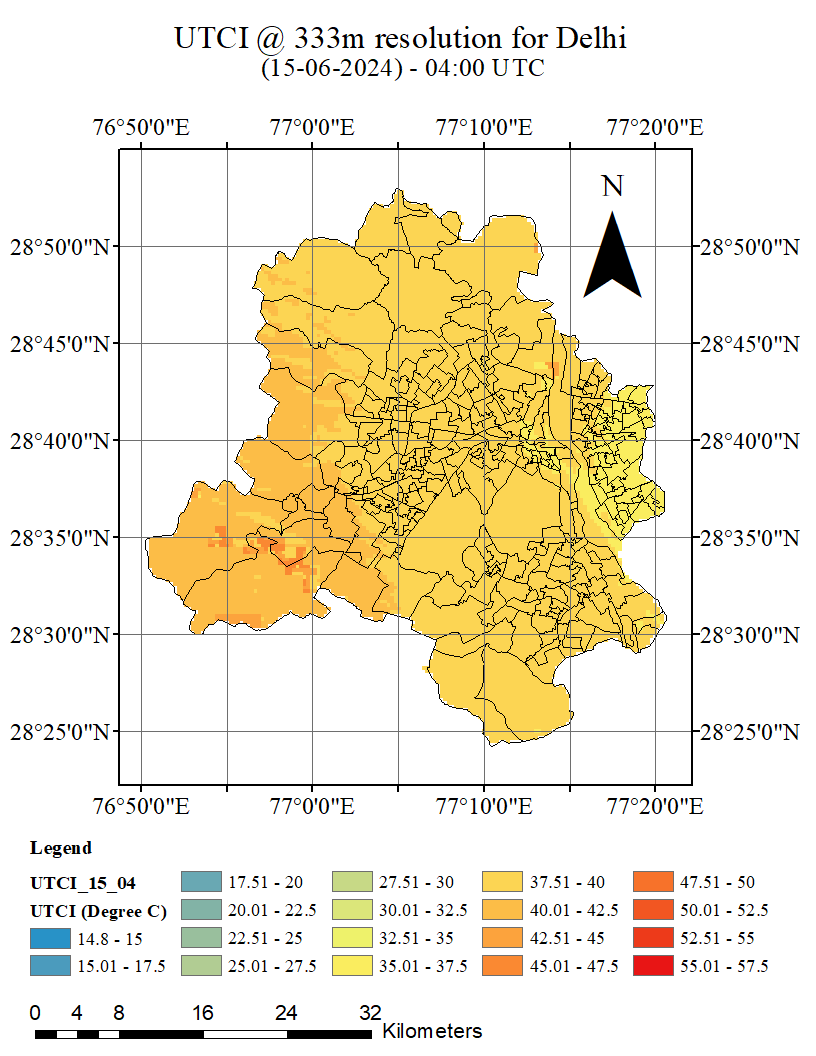 UTCI @ 333m resolution for Delhi
(15-06-2024) - 04:00 UTC
76°50'0"E 77°0'0"E 77°10'0"E 77°20'0"E
N
28°50'0"N 28°50'0"N
28°45'0"N 28°45'0"N
28°40'0"N 28°40'0"N
28°35'0"N 28°35'0"N
28°30'0"N 28°30'0"N
28°25'0"N 28°25'0"N
76°50'0"E 77°0'0"E 77°10'0"E 77°20'0"E
Legend
UTCI_15_04 17.51 - 20 27.51 - 30 37.51 - 40 47.51 - 50
UTCI (Degree C) 20.01 - 22.5 30.01 - 32.5 40.01 - 42.5 50.01 - 52.5
14.8 - 15 22.51 - 25 32.51 - 35 42.51 - 45 52.51 - 55
15.01 - 17.5 25.01 - 27.5 35.01 - 37.5 45.01 - 47.5 55.01 - 57.5
0 4 8 16 24 32
Kilometers